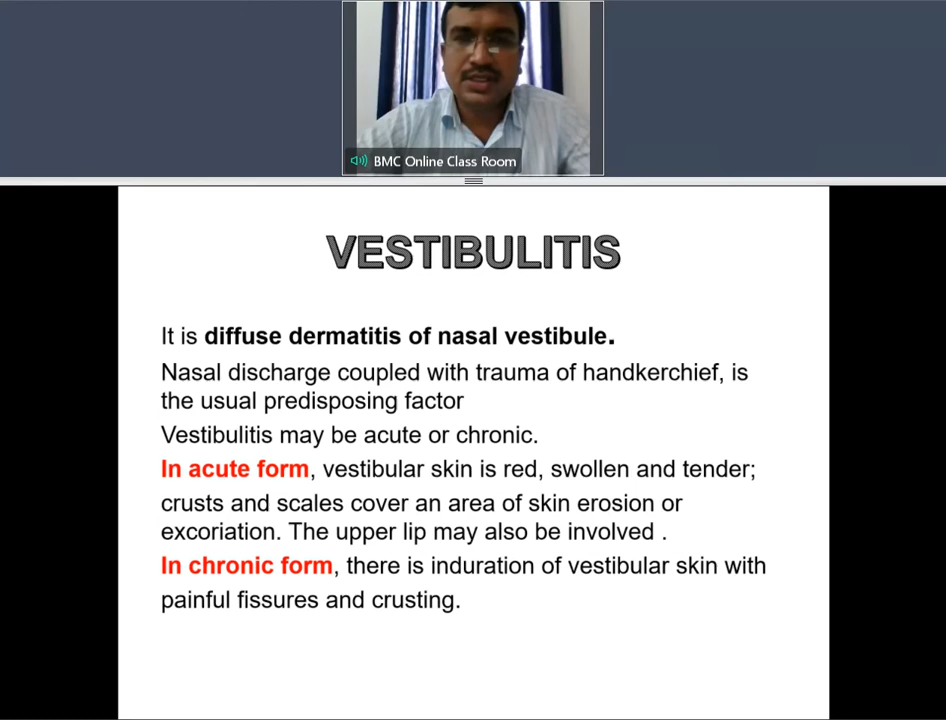 BMC Online Class Room
VESTIBULITIS
It is diffuse dermatitis of nasal vestibule.
Nasal discharge coupled with trauma of handkerchief, is
the usual predisposing factor
Vestibulitis may be acute or chronic.
In acute form, vestibular skin is red, swollen and tender;
crusts and scales cover an area of skin erosion or
excoriation. The upper lip may also be involved .
In chronic form, there is induration of vestibular skin with
painful fissures and crusting.